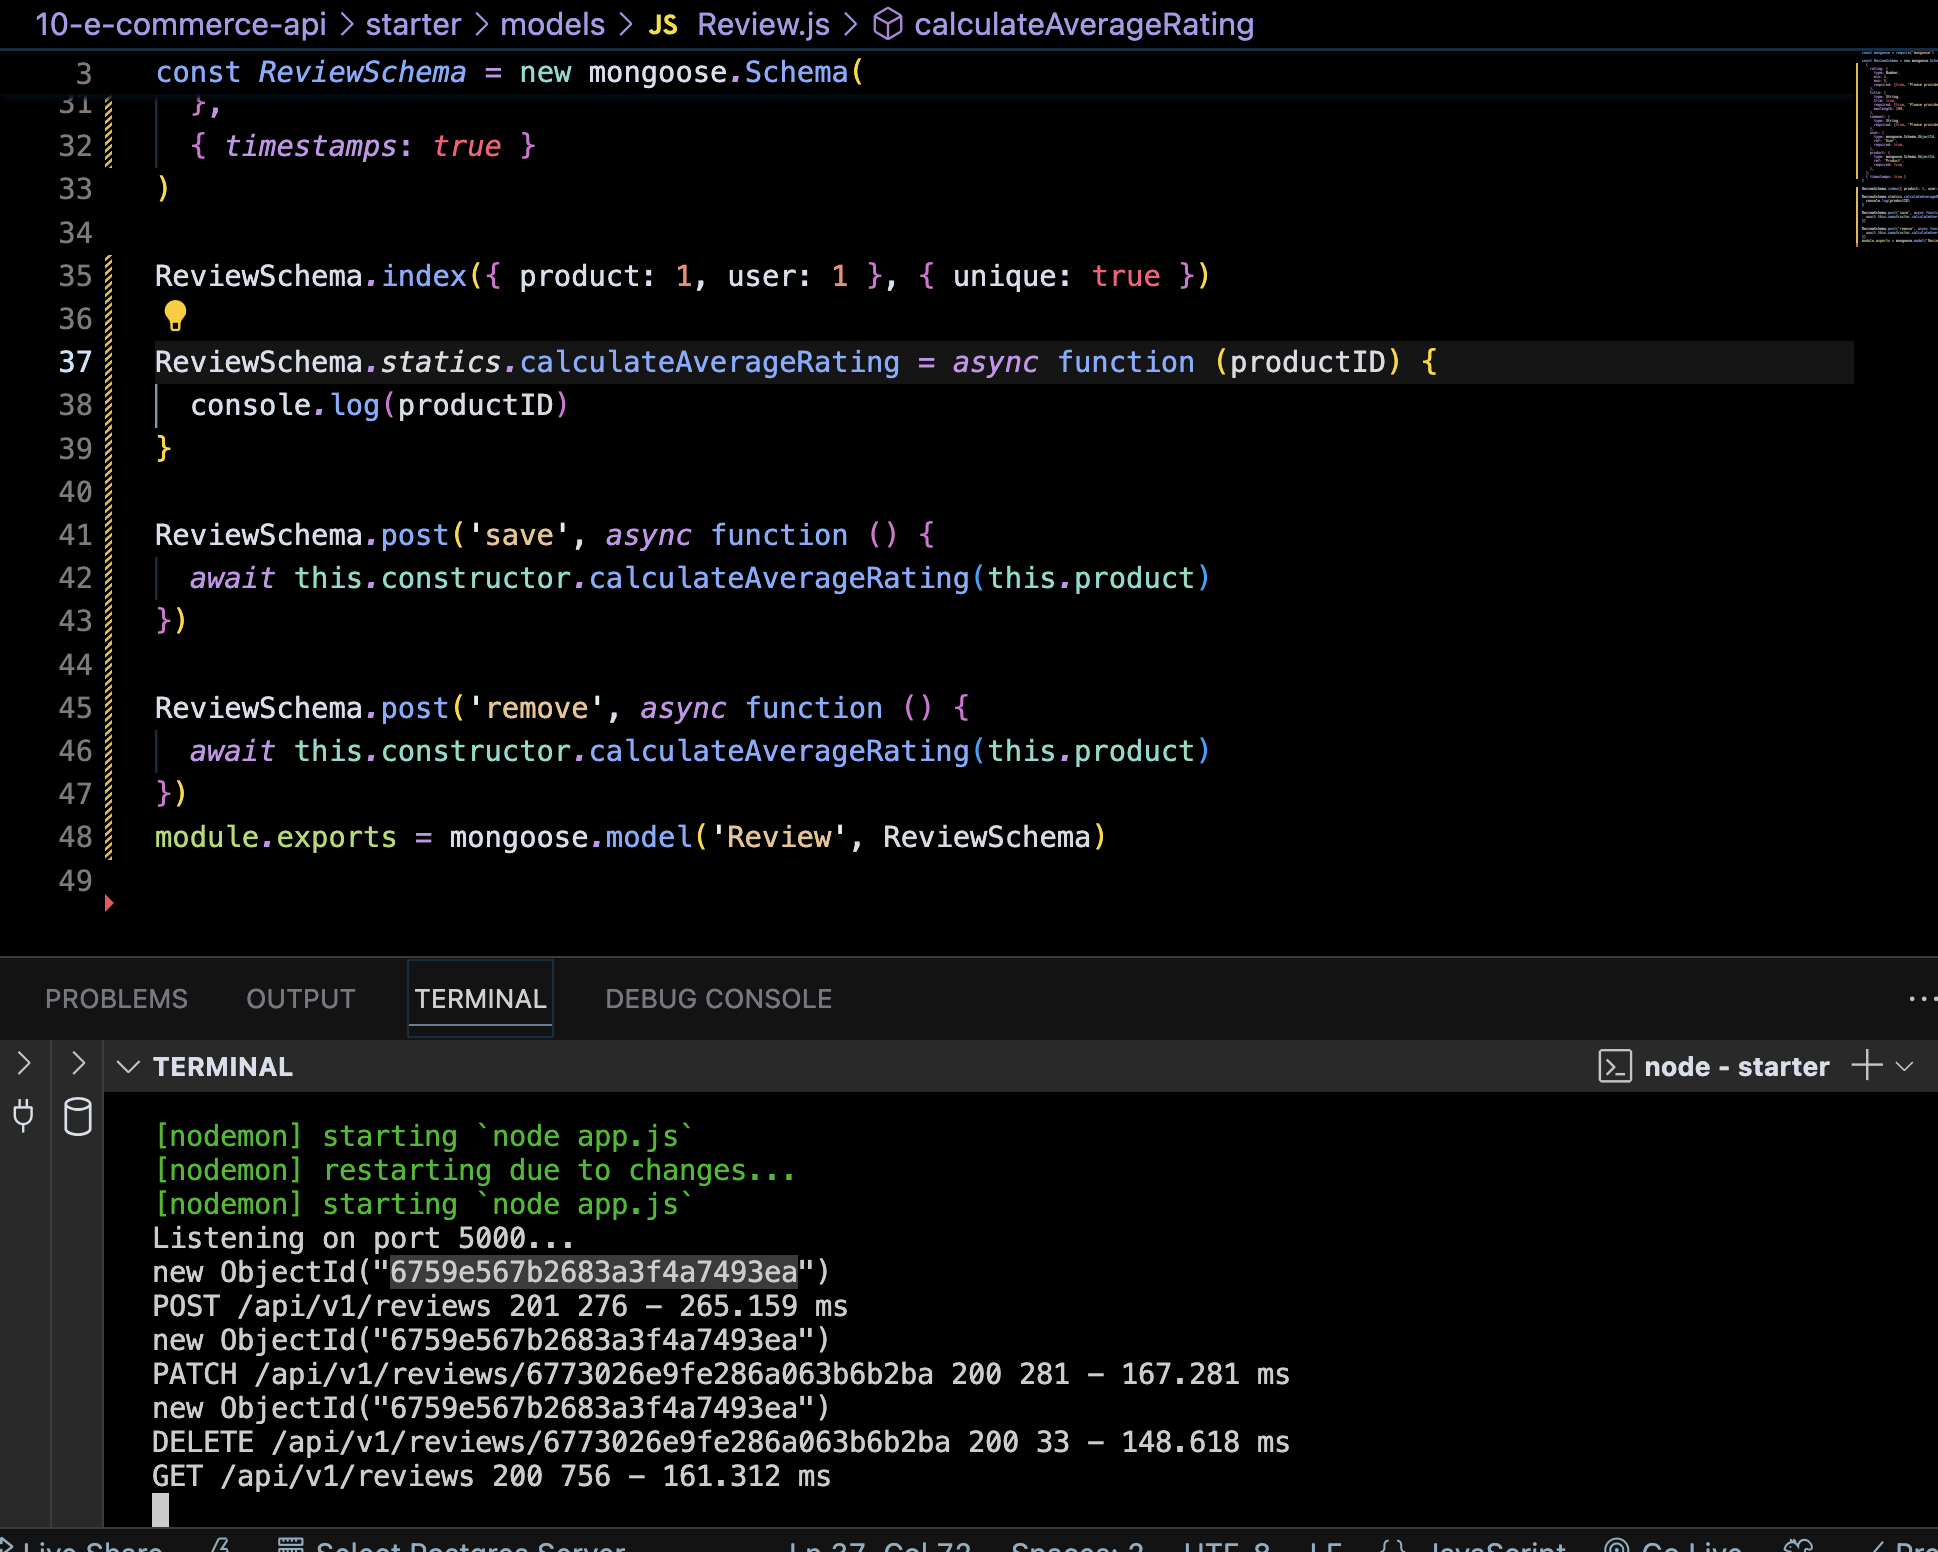 10-e-commerce-api > starter > models > JS Review.js > calculateAverageRating
3 const ReviewSchema = new mongoose.Schema(
31 },
32 { timestamps: true }
33 )
34
35 ReviewSchema.index({ product: 1, user: 1 }, { unique: true })
36
37 ReviewSchema.statics.calculateAverageRating = async function (productID) {
38 console.log(productID)
39 }
40
41 ReviewSchema.post('save', async function () {
42 await this.constructor.calculateAverageRating(this.product)
43 })
44
45 ReviewSchema.post('remove', async function () {
46 await this.constructor.calculateAverageRating(this.product)
47 })
48 module.exports = mongoose.model('Review', ReviewSchema)
49
PROBLEMS OUTPUT TERMINAL DEBUG CONSOLE ...
TERMINAL node - starter
[nodemon] starting `node app.js`
[nodemon] restarting due to changes...
[nodemon] starting `node app.js`
Listening on port 5000...
new ObjectId("6759e567b2683a3f4a7493ea")
POST /api/v1/reviews 201 276 - 265.159 ms
new ObjectId("6759e567b2683a3f4a7493ea")
PATCH /api/v1/reviews/6773026e9fe286a063b6b2ba 200 281 - 167.281 ms
new ObjectId("6759e567b2683a3f4a7493ea")
DELETE /api/v1/reviews/6773026e9fe286a063b6b2ba 200 33 - 148.618 ms
GET /api/v1/reviews 200 756 - 161.312 ms
Live Share Select Postgres Server Ln 37, Col 72 Spaces: 2 UTF-8 LF {} JavaScript Go Live